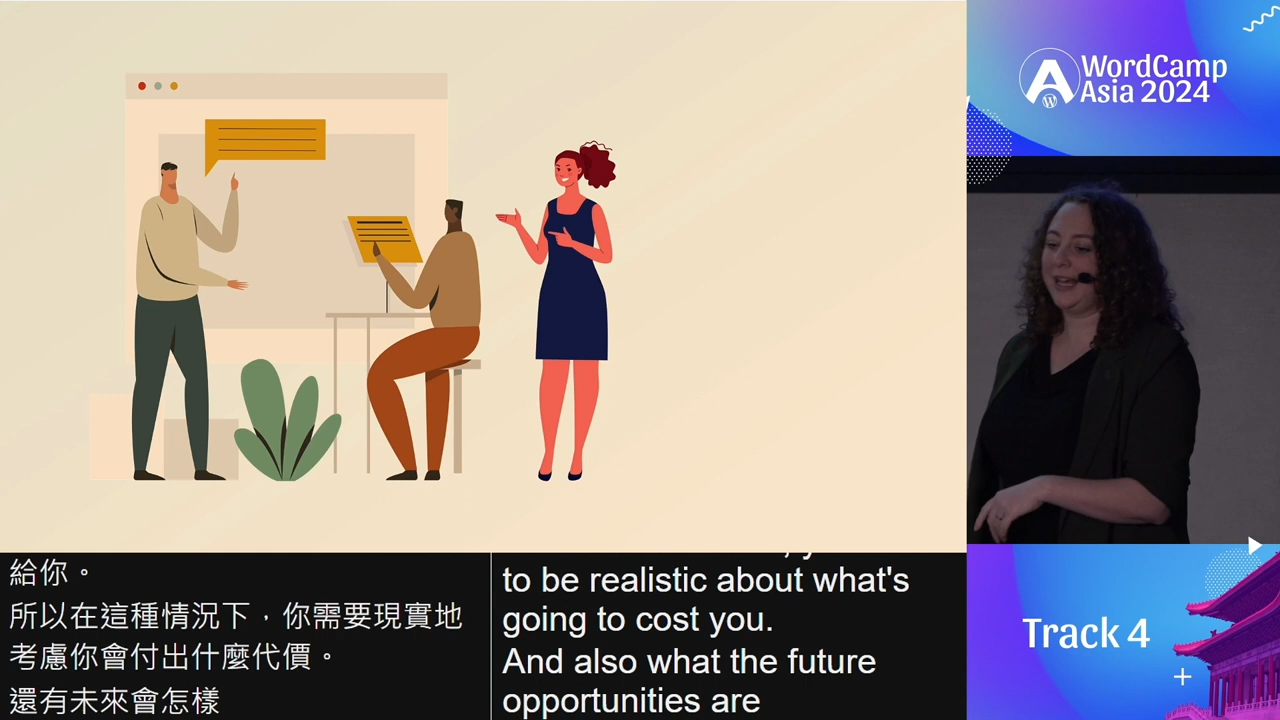 WordCamp
Asia 2024
給你。
所以在這種情況下，你需要現實地
考慮你會付出什麼代價。
還有未來會怎樣
to be realistic about what's
going to cost you.
And also what the future
opportunities are
Track 4